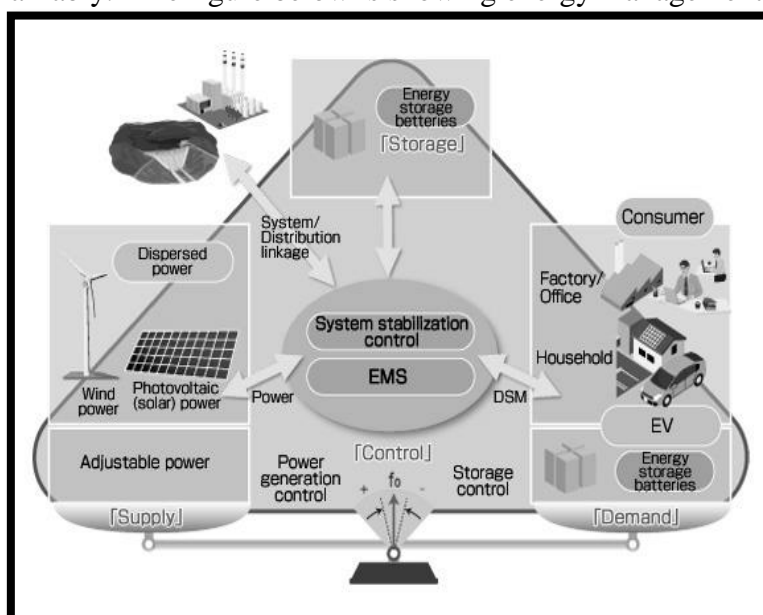 Energy
storage
betteries
「Storage」
System/
Distribution
linkage
Consumer
Dispersed
power
Factory/
Office
System stabilization
control
EMS
Household
Wind
power
Photovoltaic
(solar) power
Power
DSM
EV
「Control」
Adjustable power
Power
generation
control
+ f₀ -
Storage
control
Energy storage
batteries
「Supply」
「Demand」